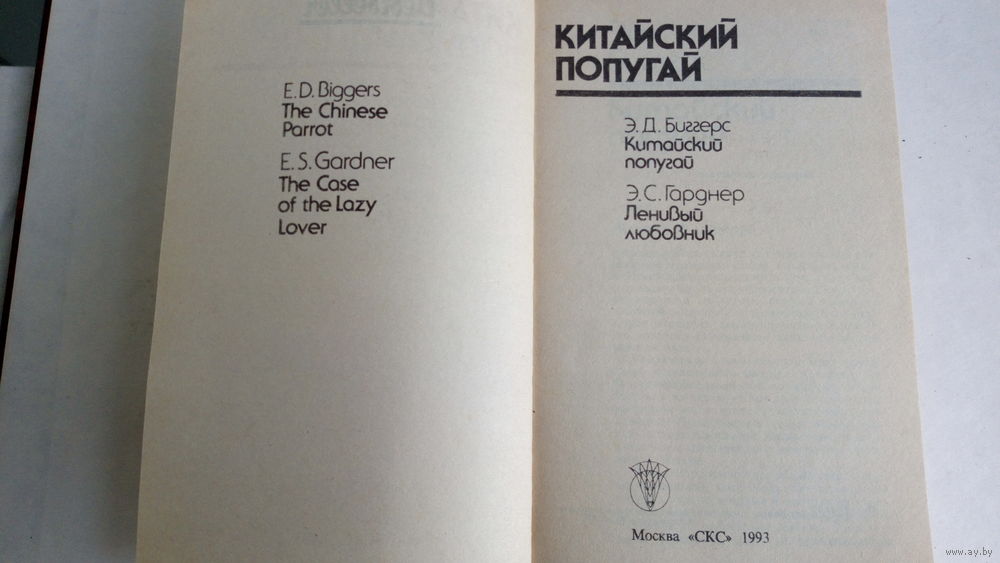 E.D. Biggers
The Chinese
Parrot
E.S. Gardner
The Case
of the Lazy
Lover
КИТАЙСКИЙ
ПОПУГАЙ
Э.Д. Биггерс
Китайский
попугай
Э.С. Гарднер
Ленивый
любовник
Москва «СКС» 1993
www.ay.by